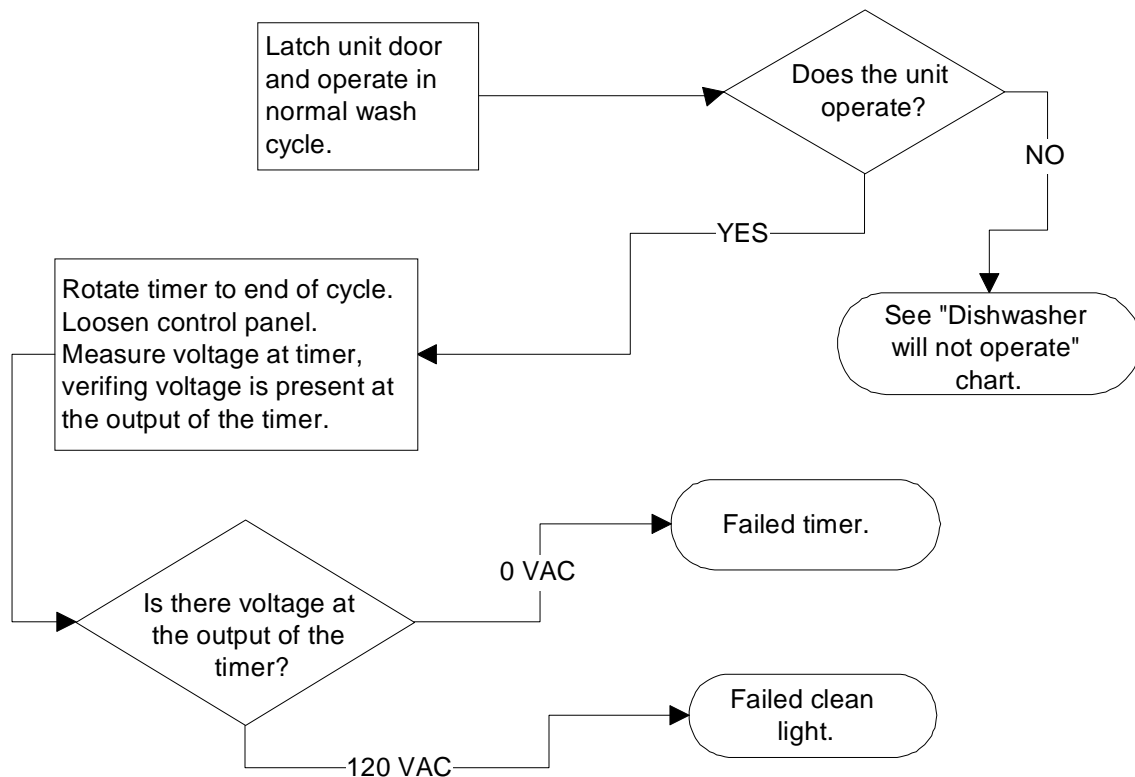 Latch unit door
and operate in
normal wash
cycle.
Does the unit
operate?
NO
YES
Rotate timer to end of cycle.
Loosen control panel.
Measure voltage at timer,
verifing voltage is present at
the output of the timer.
See "Dishwasher
will not operate"
chart.
Failed timer.
0 VAC
Is there voltage at
the output of the
timer?
Failed clean
light.
120 VAC